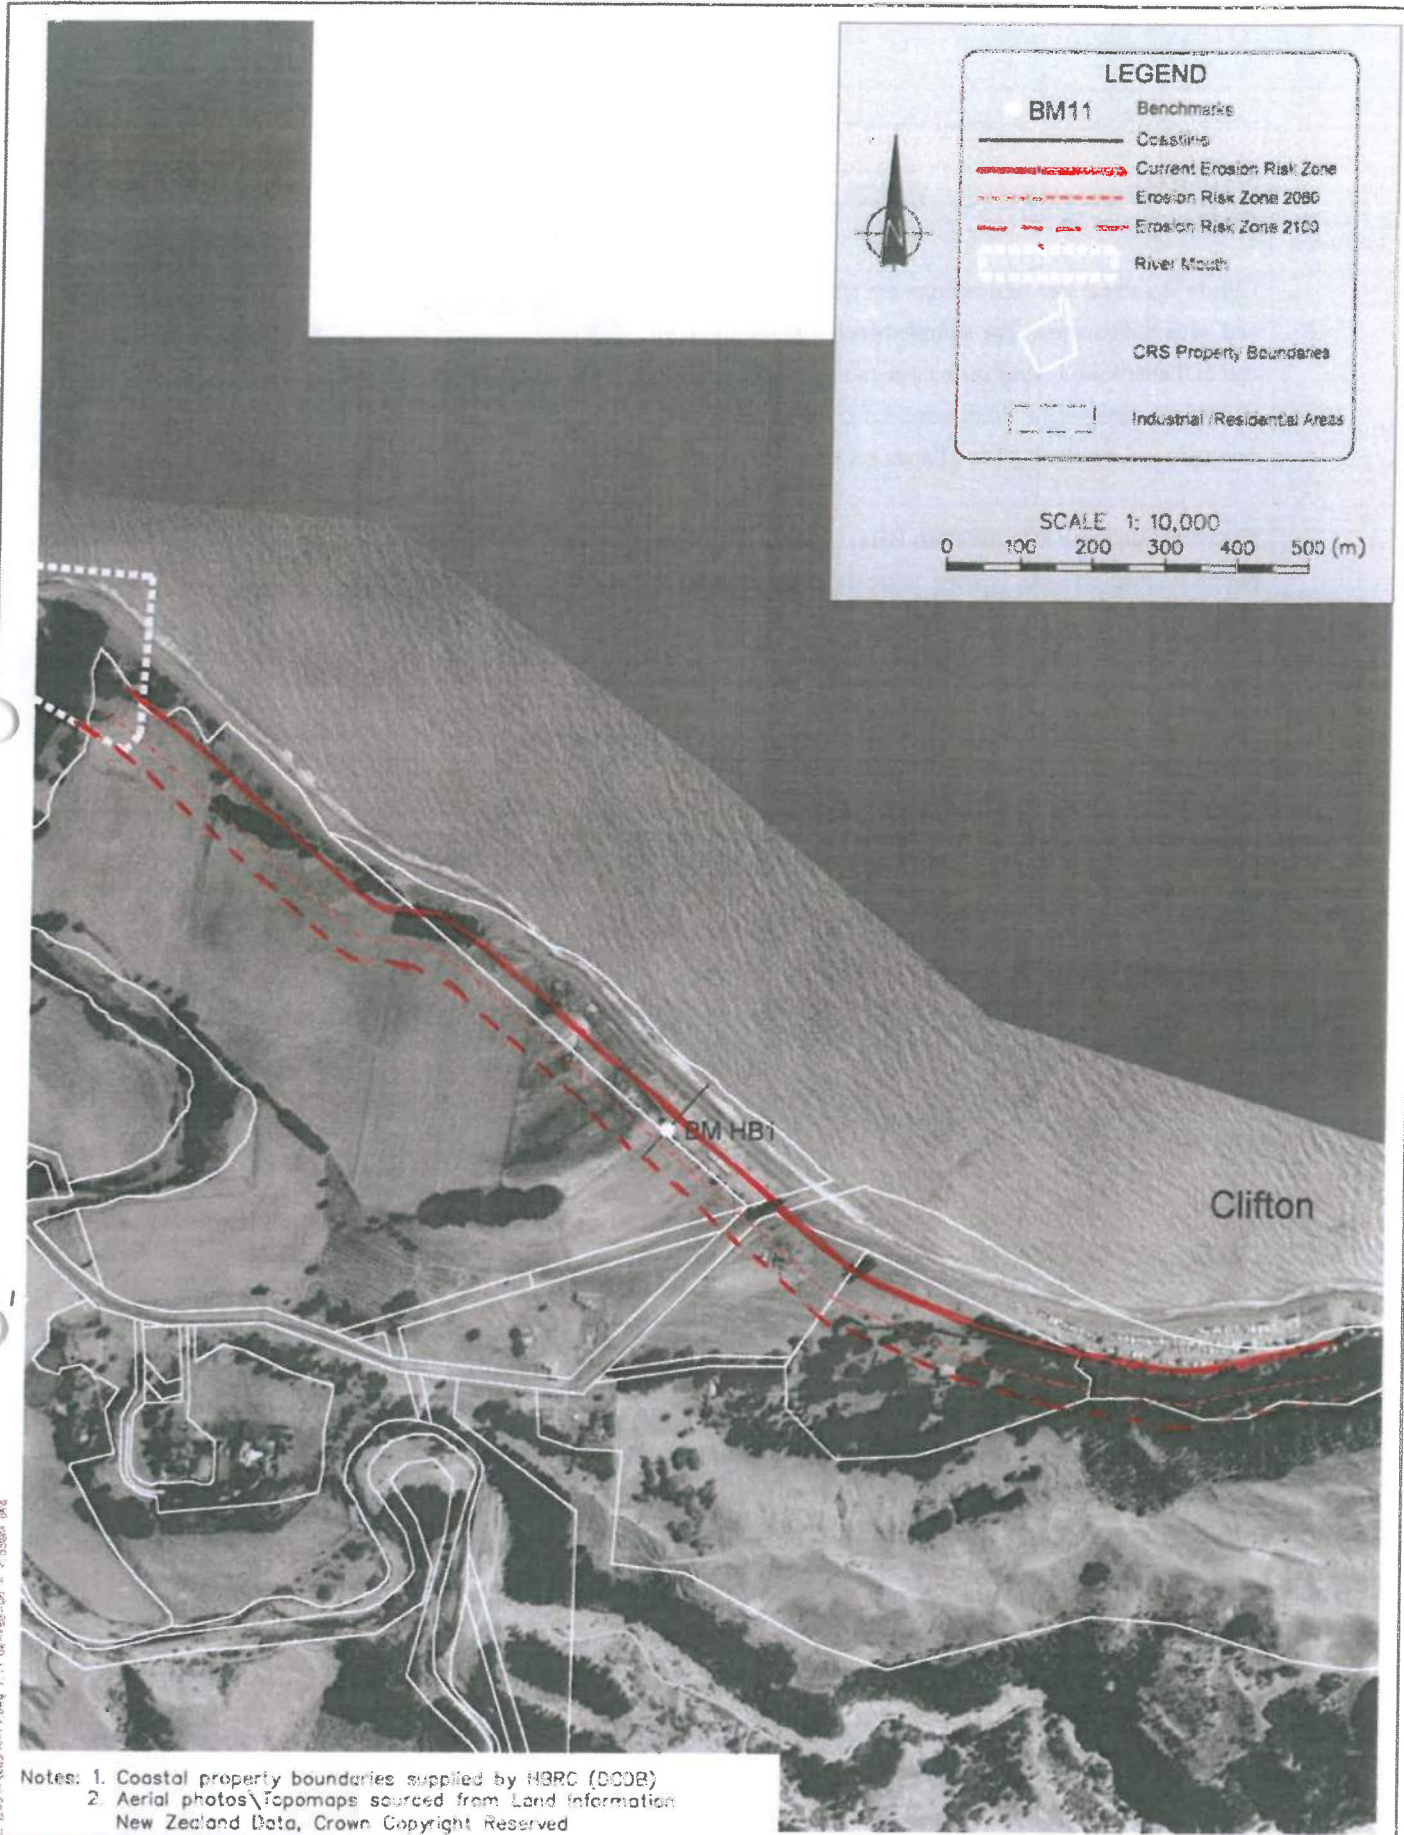 LEGEND
BM11 Benchmarks
Coastline
Current Erosion Risk Zone
Erosion Risk Zone 2060
Erosion Risk Zone 2100
River Mouth
CRS Property Boundaries
Industrial/Residential Areas
N
SCALE 1: 10,000
0 100 200 300 400 500 (m)
BM HB1
Clifton
Notes: 1. Coastal property boundaries supplied by HBRC (DCDB)
2. Aerial photos\Topomaps sourced from Land Information
New Zealand Data, Crown Copyright Reserved